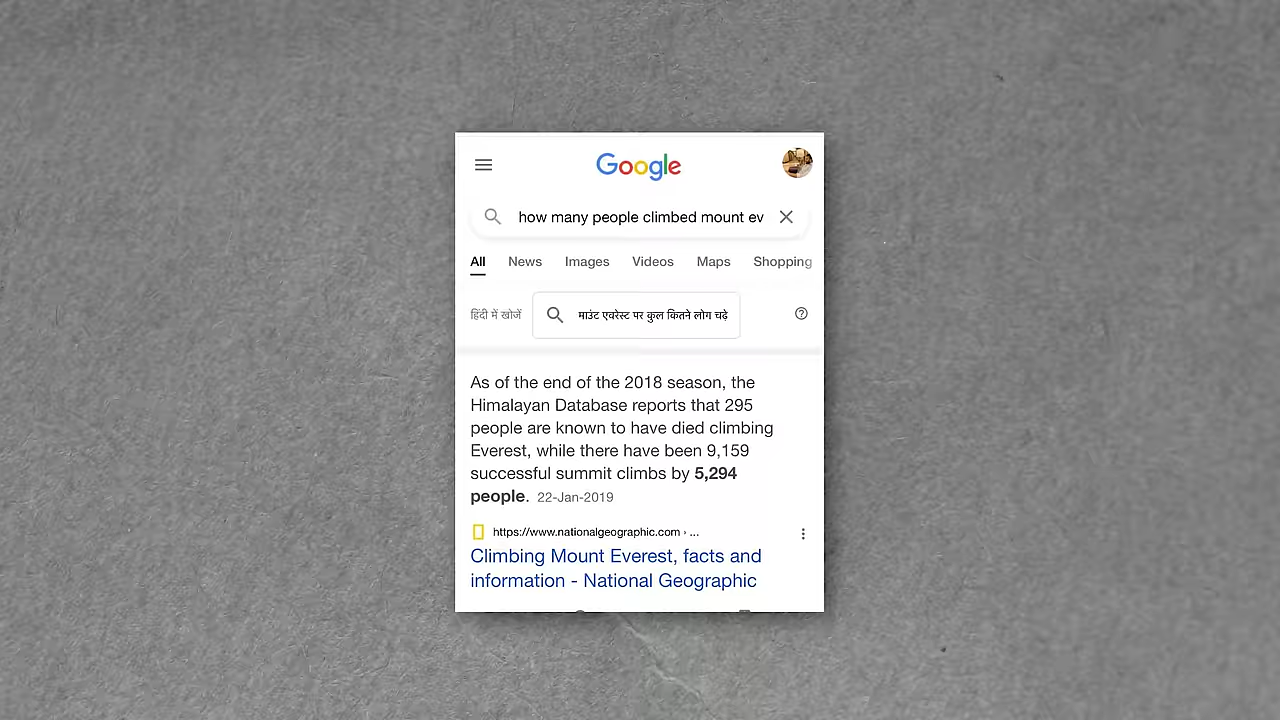 Google
how many people climbed mount ev
All News Images Videos Maps Shopping
हिंदी में खोजें माउंट एवरेस्ट पर कुल कितने लोग चढ़े
As of the end of the 2018 season, the
Himalayan Database reports that 295
people are known to have died climbing
Everest, while there have been 9,159
successful summit climbs by 5,294
people. 22-Jan-2019
https://www.nationalgeographic.com › ...
Climbing Mount Everest, facts and
information - National Geographic